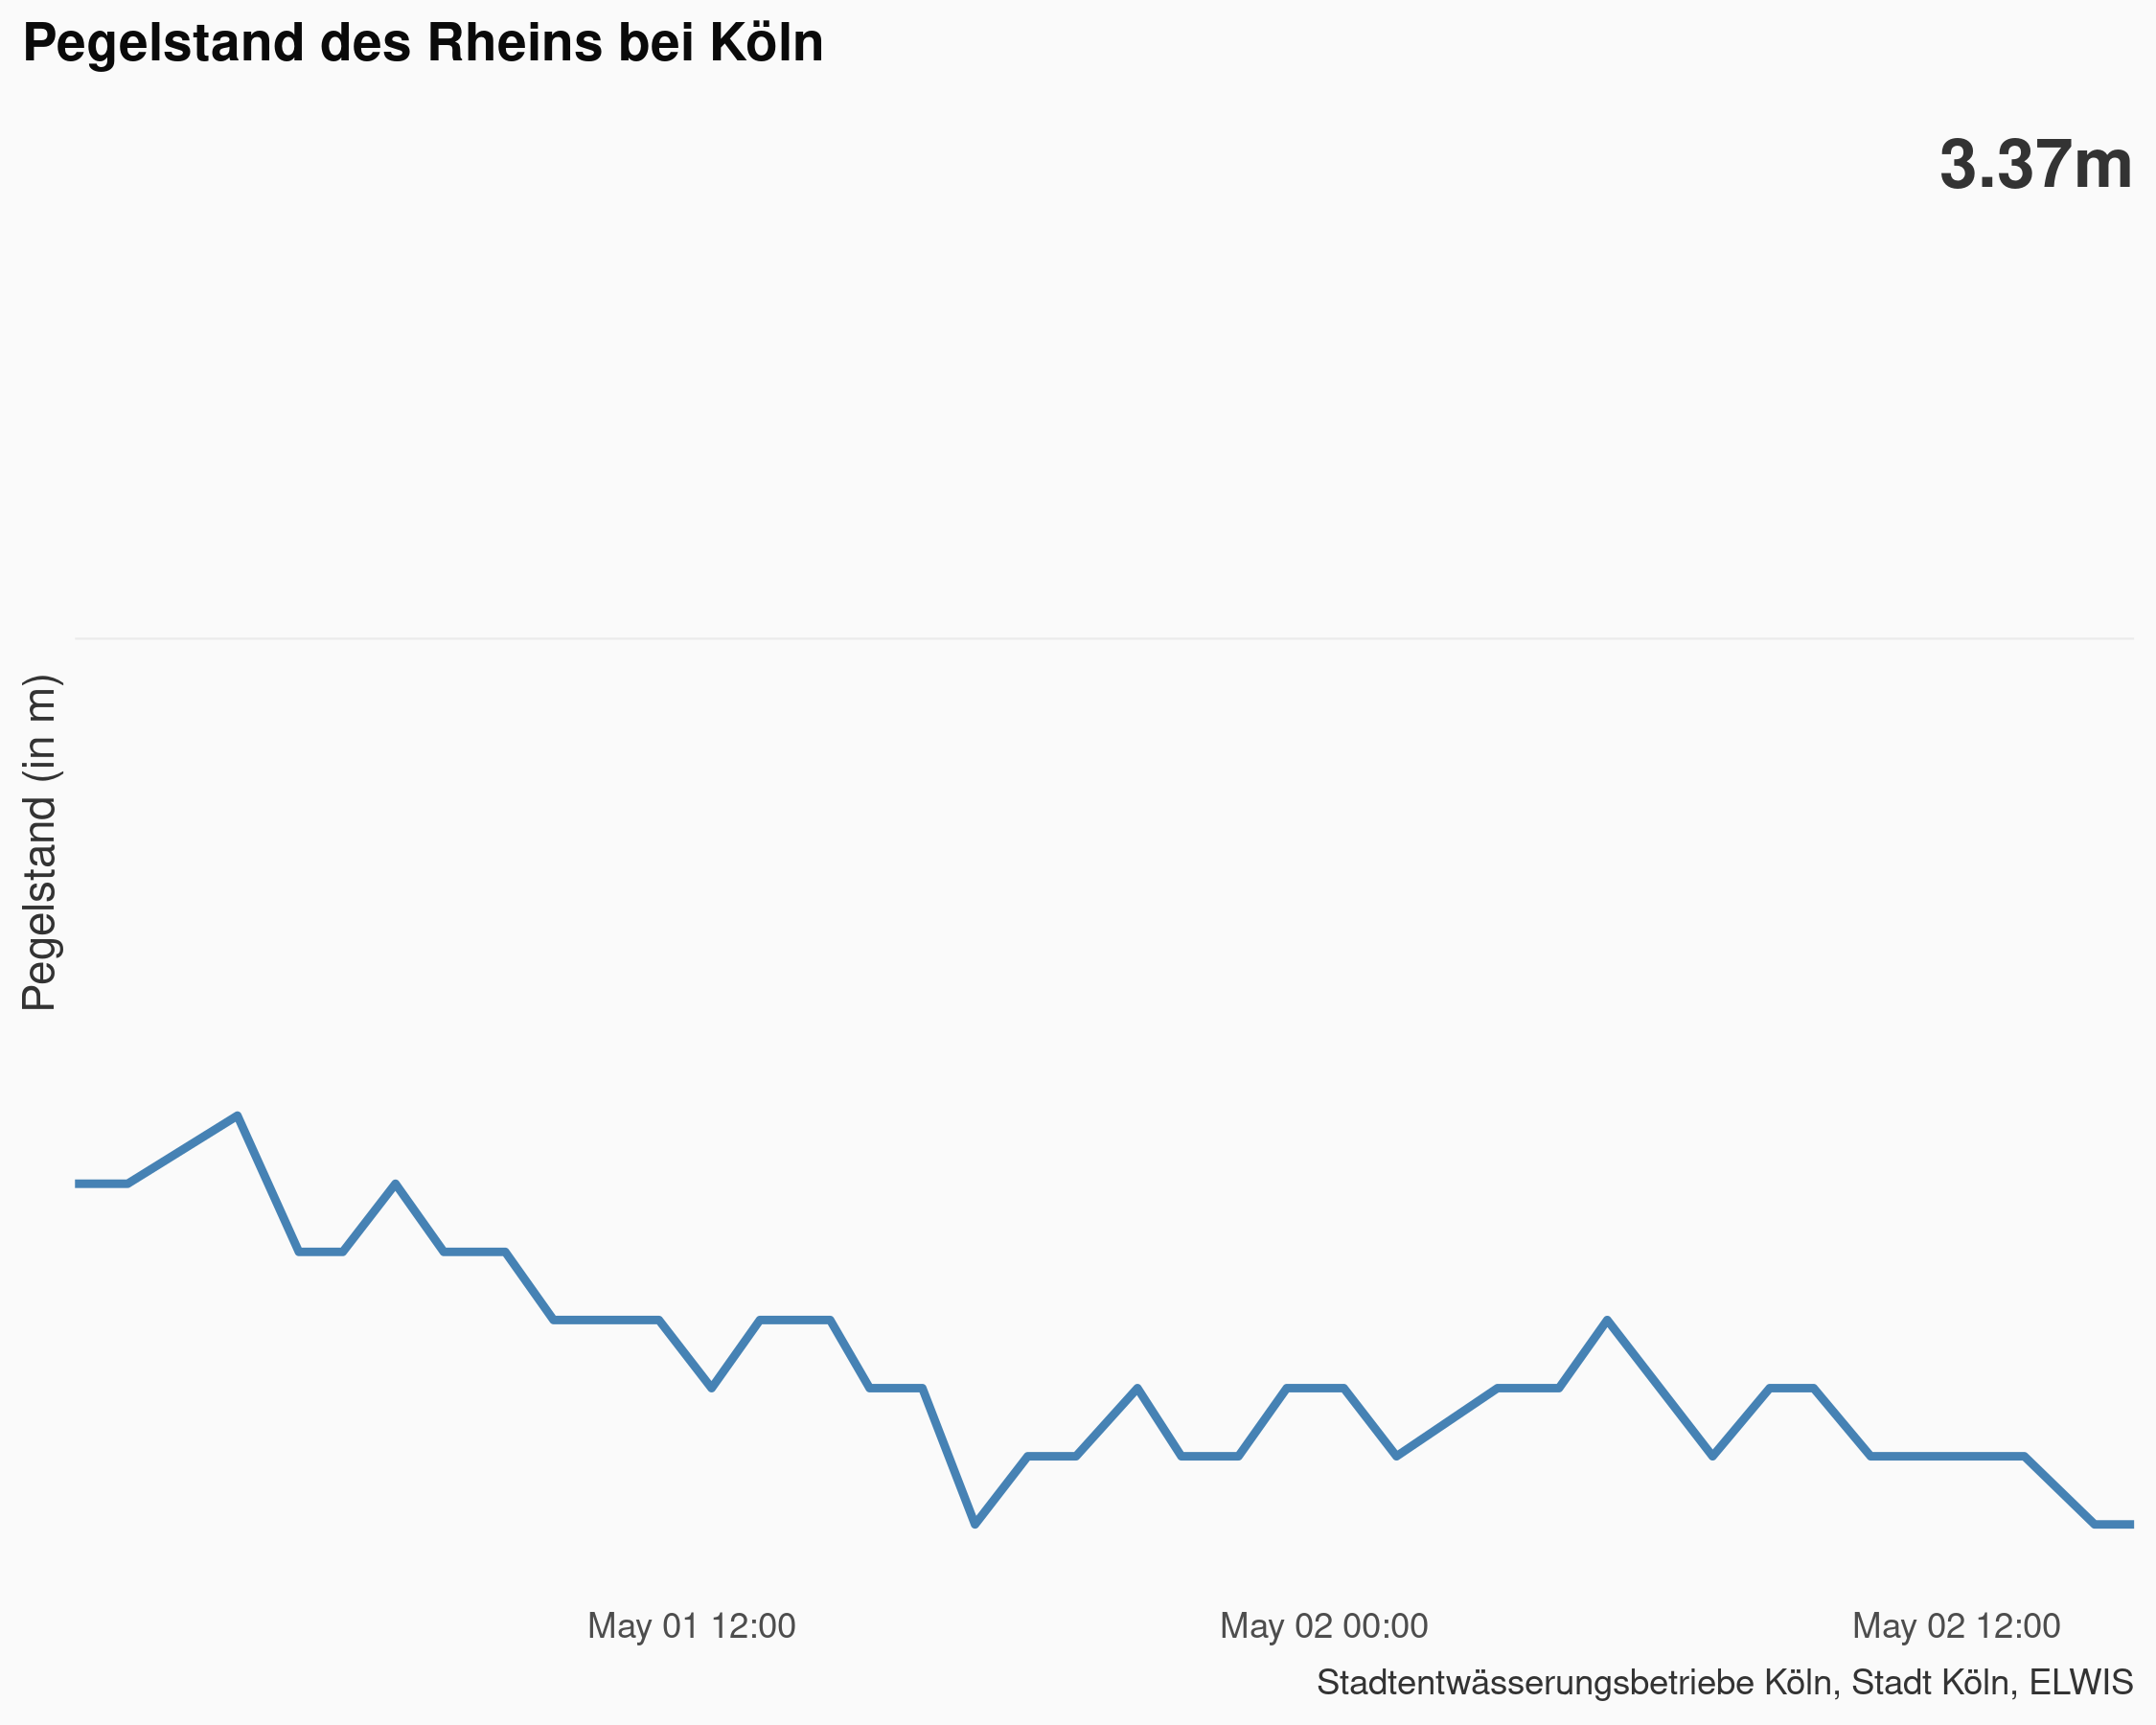 Pegelstand des Rheins bei Köln
3.37m
Pegelstand (in m)
May 01 12:00
May 02 00:00
May 02 12:00
Stadtentwässerungsbetriebe Köln, Stadt Köln, ELWIS